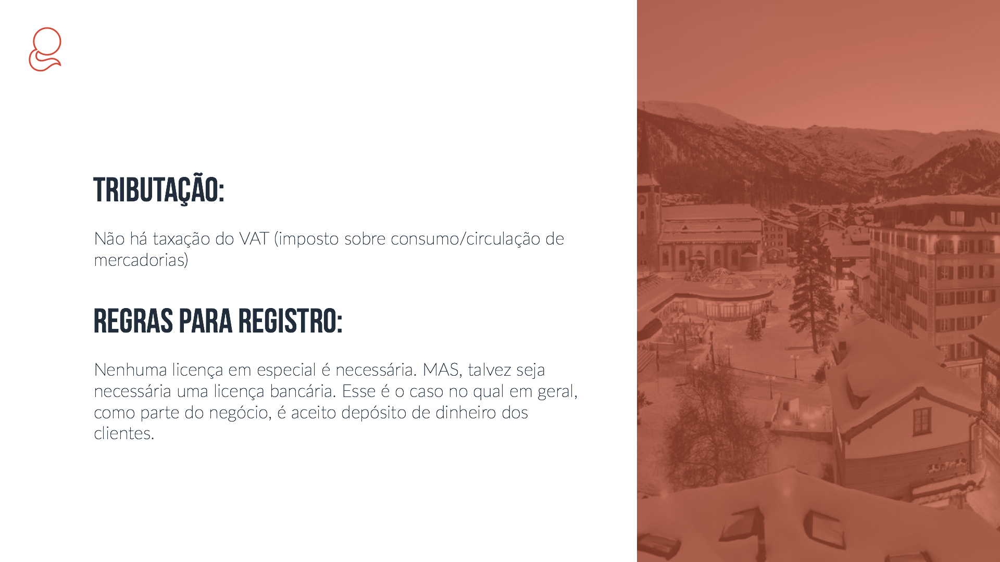 TRIBUTAÇÃO:
Não há taxação do VAT (imposto sobre consumo/circulação de
mercadorias)
REGRAS PARA REGISTRO:
Nenhuma licença em especial é necessária. MAS, talvez seja
necessária uma licença bancária. Esse é o caso no qual em geral,
como parte do negócio, é aceito depósito de dinheiro dos
clientes.